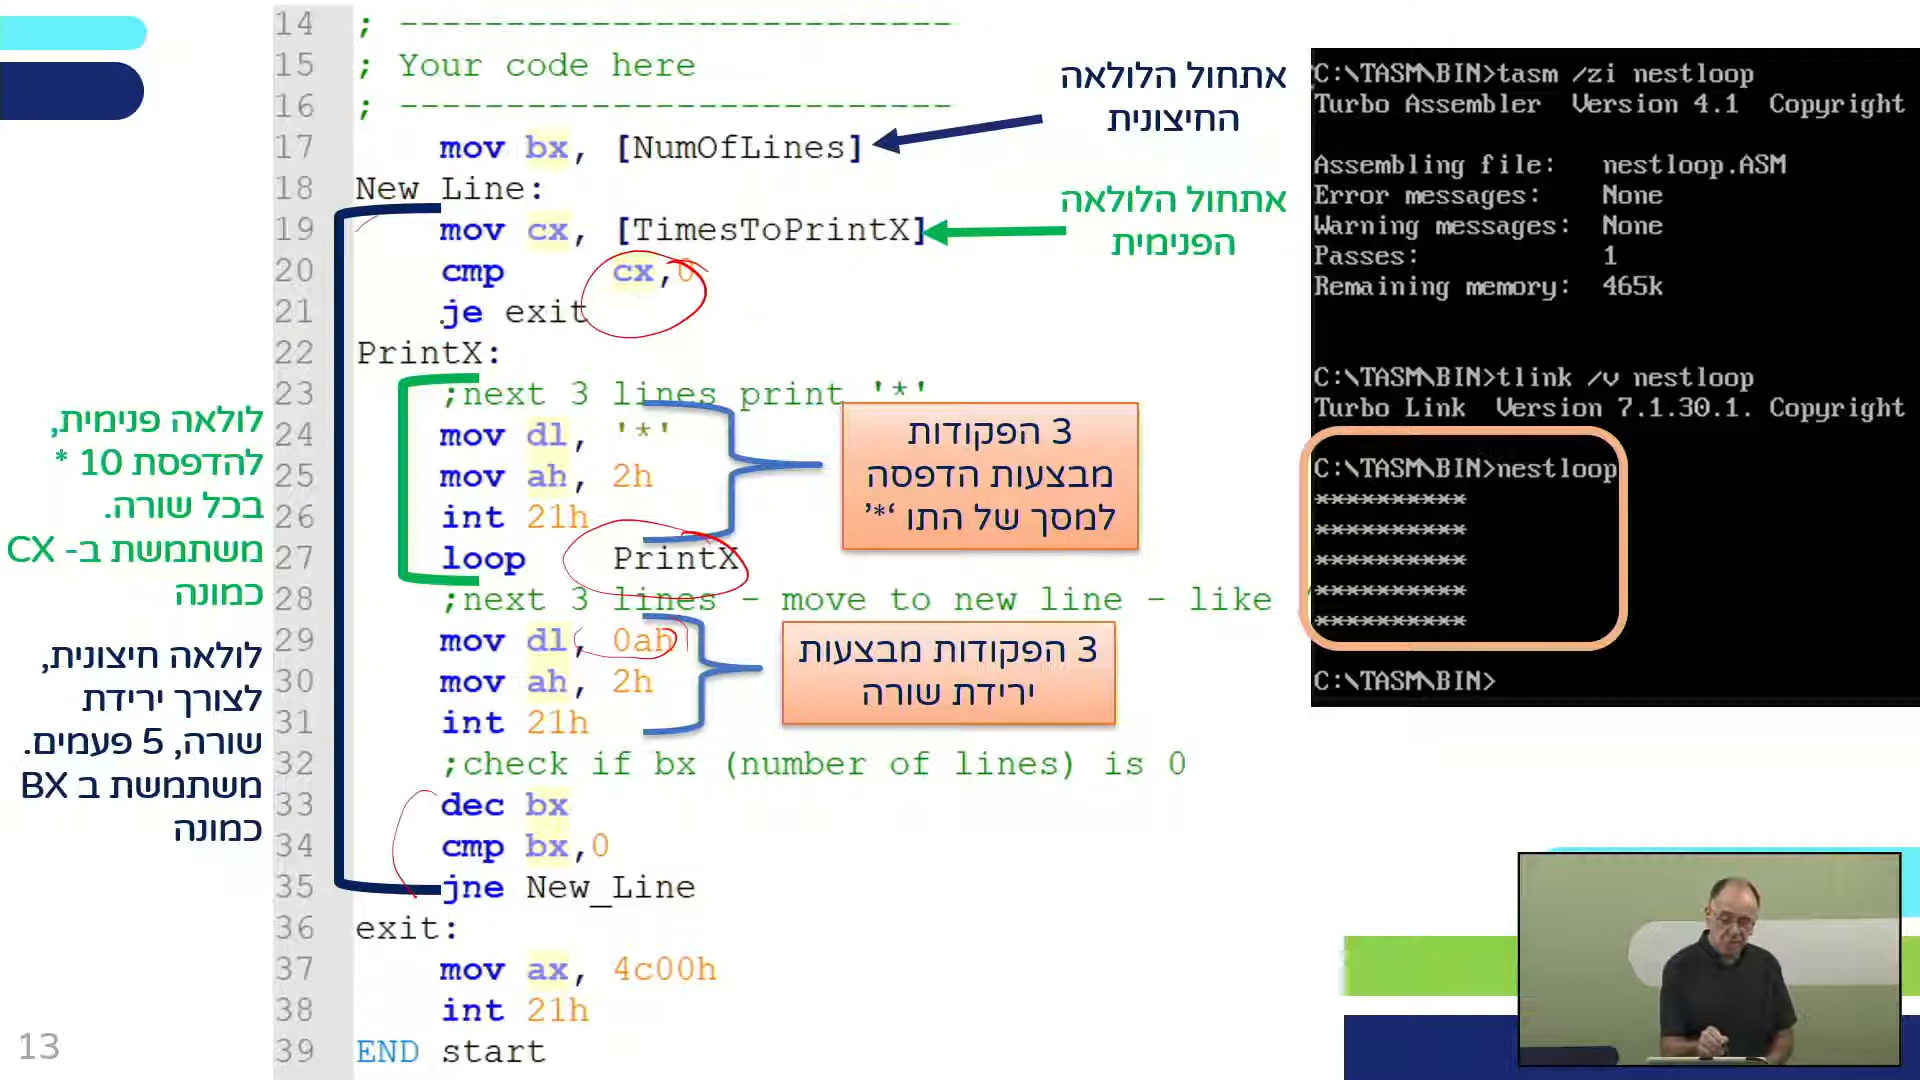 14 ; --------------------------
15 ; Your code here
16 ; --------------------------
17 mov bx, [NumOfLines]
18 New Line:
19 mov cx, [TimesToPrintX]
20 cmp cx,0
21 je exit
22 PrintX:
23 ;next 3 lines print '*'
24 mov dl, '*'
25 mov ah, 2h
26 int 21h
27 loop PrintX
28 ;next 3 lines - move to new line - like
29 mov dl, 0ah
30 mov ah, 2h
31 int 21h
32 ;check if bx (number of lines) is 0
33 dec bx
34 cmp bx,0
35 jne New_Line
36 exit:
37 mov ax, 4c00h
38 int 21h
39 END start
אתחול הלולאה
החיצונית
אתחול הלולאה
הפנימית
3 הפקודות
מבצעות הדפסה
למסך של התו ‘*’
3 הפקודות מבצעות
ירידת שורה
לולאה פנימית,
להדפסת 10 *
בכל שורה.
משתמשת ב- CX
כמונה
לולאה חיצונית,
לצורך ירידת
שורה, 5 פעמים.
משתמשת ב BX
כמונה
C:\TASM\BIN>tasm /zi nestloop
Turbo Assembler Version 4.1 Copyright
Assembling file: nestloop.ASM
Error messages: None
Warning messages: None
Passes: 1
Remaining memory: 465k
C:\TASM\BIN>tlink /v nestloop
Turbo Link Version 7.1.30.1. Copyright
C:\TASM\BIN>nestloop
**********
**********
**********
**********
**********
C:\TASM\BIN>
13